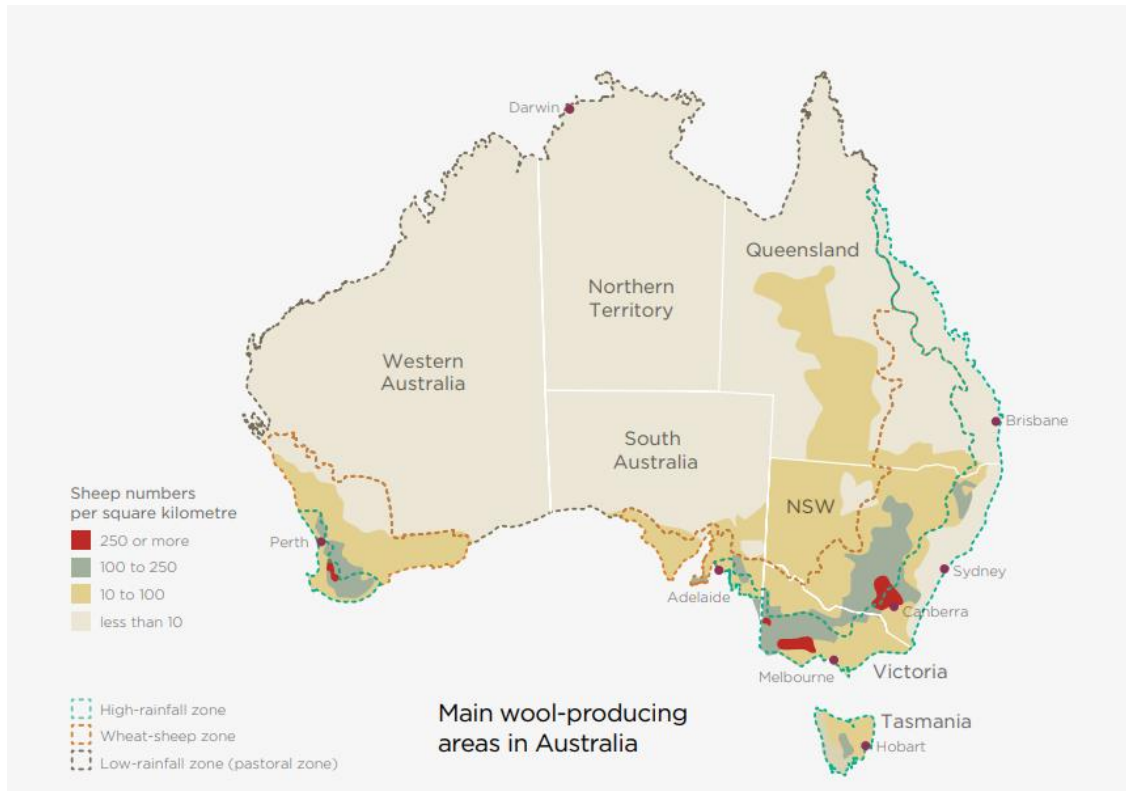 Darwin
Queensland
Northern
Territory
Western
Australia
Brisbane
South
Australia
Sheep numbers
per square kilometre
NSW
250 or more
Perth
100 to 250
Sydney
10 to 100
Adelaide
Canberra
less than 10
Melbourne
Victoria
High-rainfall zone
Main wool-producing
areas in Australia
Tasmania
Wheat-sheep zone
Hobart
Low-rainfall zone (pastoral zone)